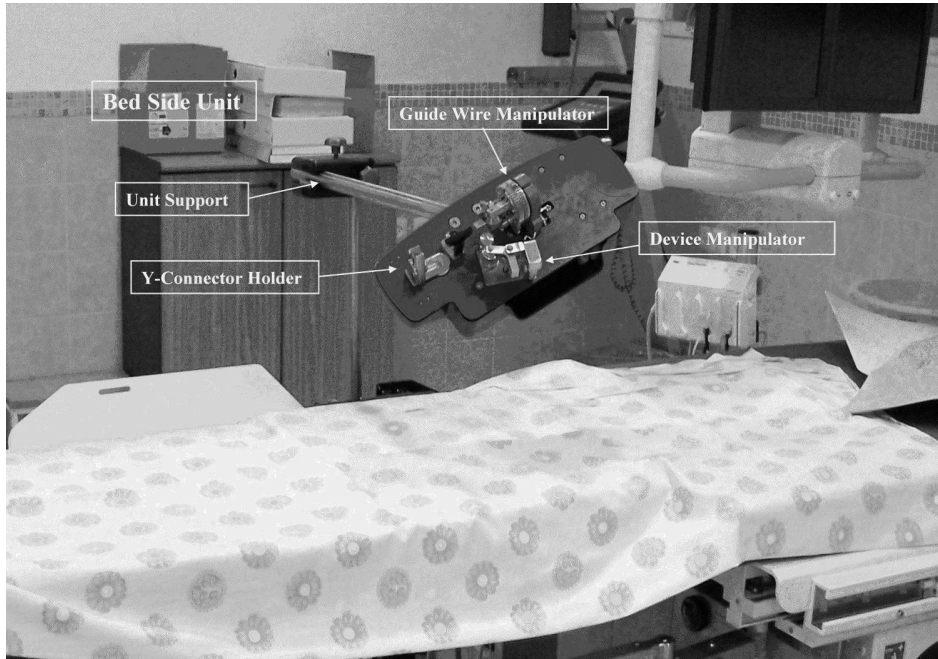 Bed Side Unit
Guide Wire Manipulator
Unit Support
Device Manipulator
Y-Connector Holder